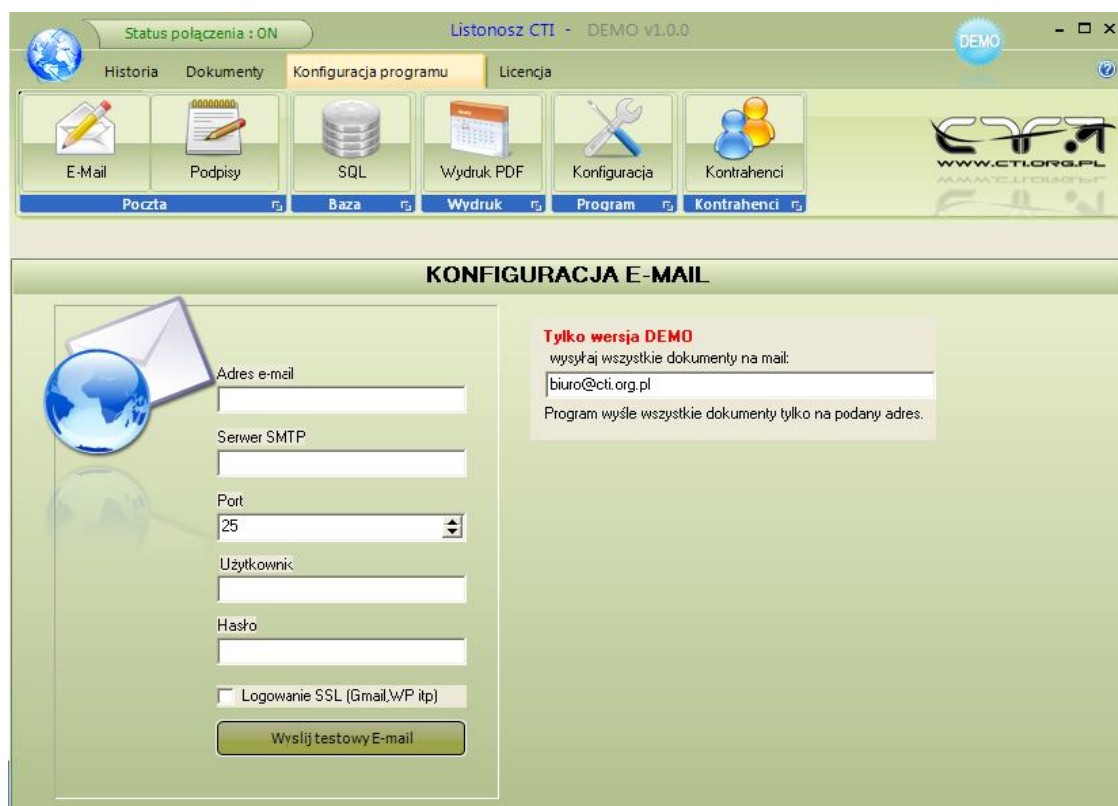 Status połączenia : ON
Listonosz CTI - DEMO v1.0.0
DEMO
Historia Dokumenty Konfiguracja programu Licencja
E-Mail Podpisy SQL Wydruk PDF Konfiguracja Kontrahenci
Poczta Baza Wydruk Program Kontrahenci
CTI
WWW.CTI.ORG.PL
KONFIGURACJA E-MAIL
Tylko wersja DEMO
wysyłaj wszystkie dokumenty na mail:
biuro@cti.org.pl
Program wyśle wszystkie dokumenty tylko na podany adres.
Adres e-mail
Serwer SMTP
Port
25
Użytkownik
Hasło
Logowanie SSL (Gmail,WP itp)
Wyslij testowy E-mail